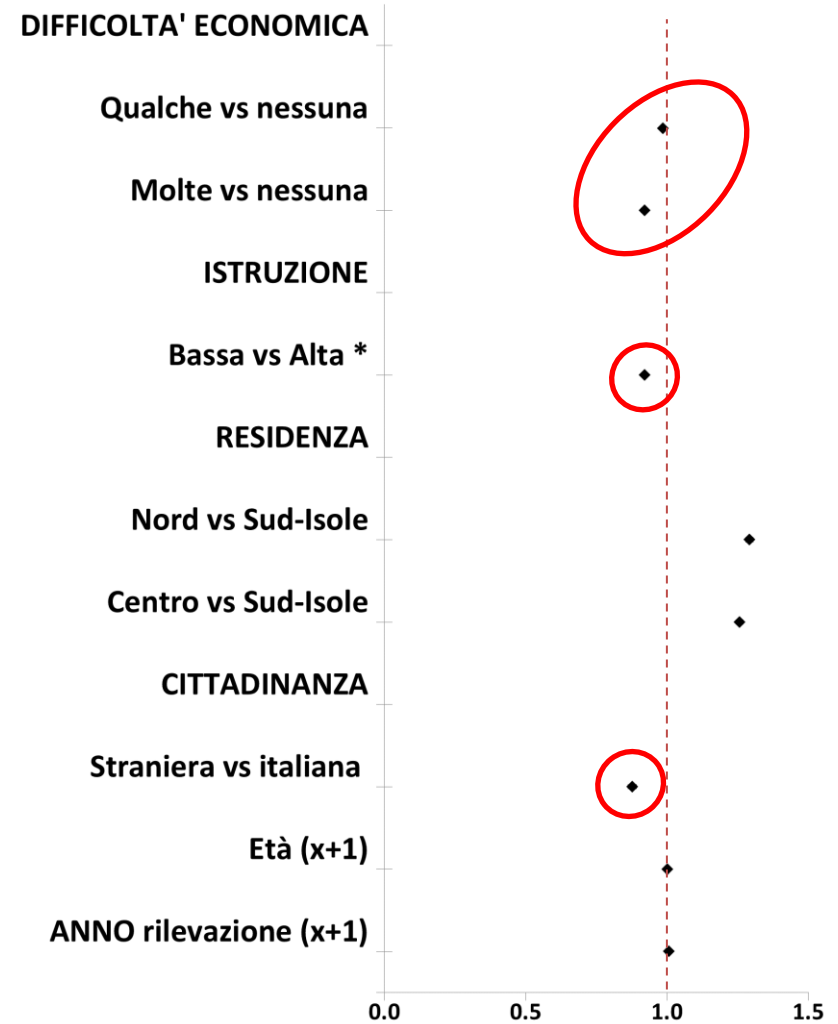 DIFFICOLTA' ECONOMICA
Qualche vs nessuna
Molte vs nessuna
ISTRUZIONE
Bassa vs Alta *
RESIDENZA
Nord vs Sud-Isole
Centro vs Sud-Isole
CITTADINANZA
Straniera vs italiana
Età (x+1)
ANNO rilevazione (x+1)
0.0 0.5 1.0 1.5